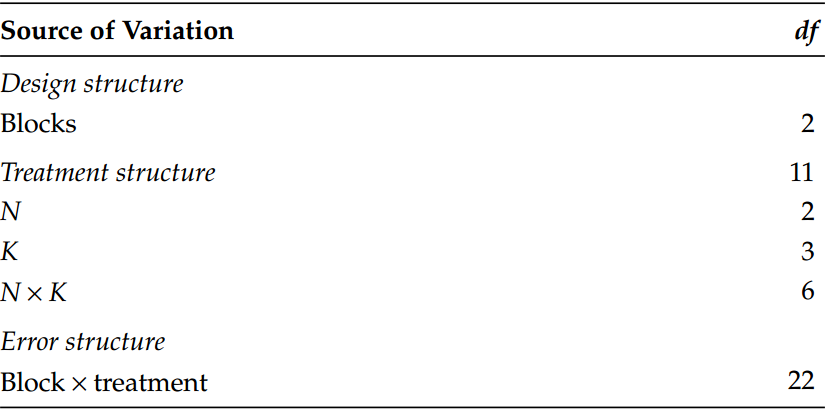 Source of Variation df
Design structure
Blocks 2
Treatment structure 11
N 2
K 3
N × K 6
Error structure
Block × treatment 22